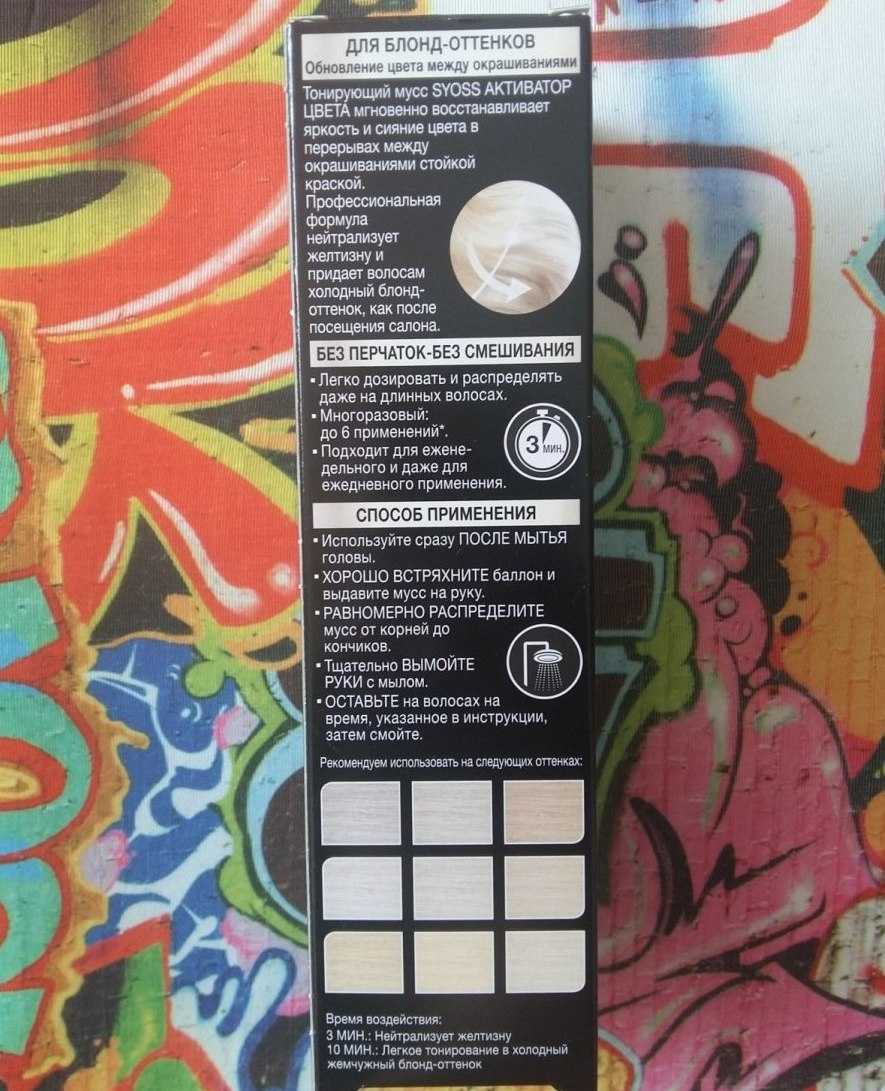 ДЛЯ БЛОНД-ОТТЕНКОВ
Обновление цвета между окрашиваниями
Тонирующий мусс SYOSS АКТИВАТОР
ЦВЕТА мгновенно восстанавливает
яркость и сияние цвета в
перерывах между
окрашиваниями стойкой
краской.
Профессиональная
формула
нейтрализует
желтизну и
придает волосам
холодный блонд-
оттенок, как после
посещения салона.
БЕЗ ПЕРЧАТОК-БЕЗ СМЕШИВАНИЯ
▪ Легко дозировать и распределять
даже на длинных волосах.
▪ Многоразовый:
до 6 применений*.
▪ Подходит для ежене-
дельного и даже для
ежедневного применения.
3 МИН.
СПОСОБ ПРИМЕНЕНИЯ
▪ Используйте сразу ПОСЛЕ МЫТЬЯ
головы.
▪ ХОРОШО ВСТРЯХНИТЕ баллон и
выдавите мусс на руку.
▪ РАВНОМЕРНО РАСПРЕДЕЛИТЕ
мусс от корней до
кончиков.
▪ Тщательно ВЫМОЙТЕ
РУКИ с мылом.
▪ ОСТАВЬТЕ на волосах на
время, указанное в инструкции,
затем смойте.
Рекомендуем использовать на следующих оттенках:
Время воздействия:
3 МИН.: Нейтрализует желтизну
10 МИН.: Легкое тонирование в холодный
жемчужный блонд-оттенок